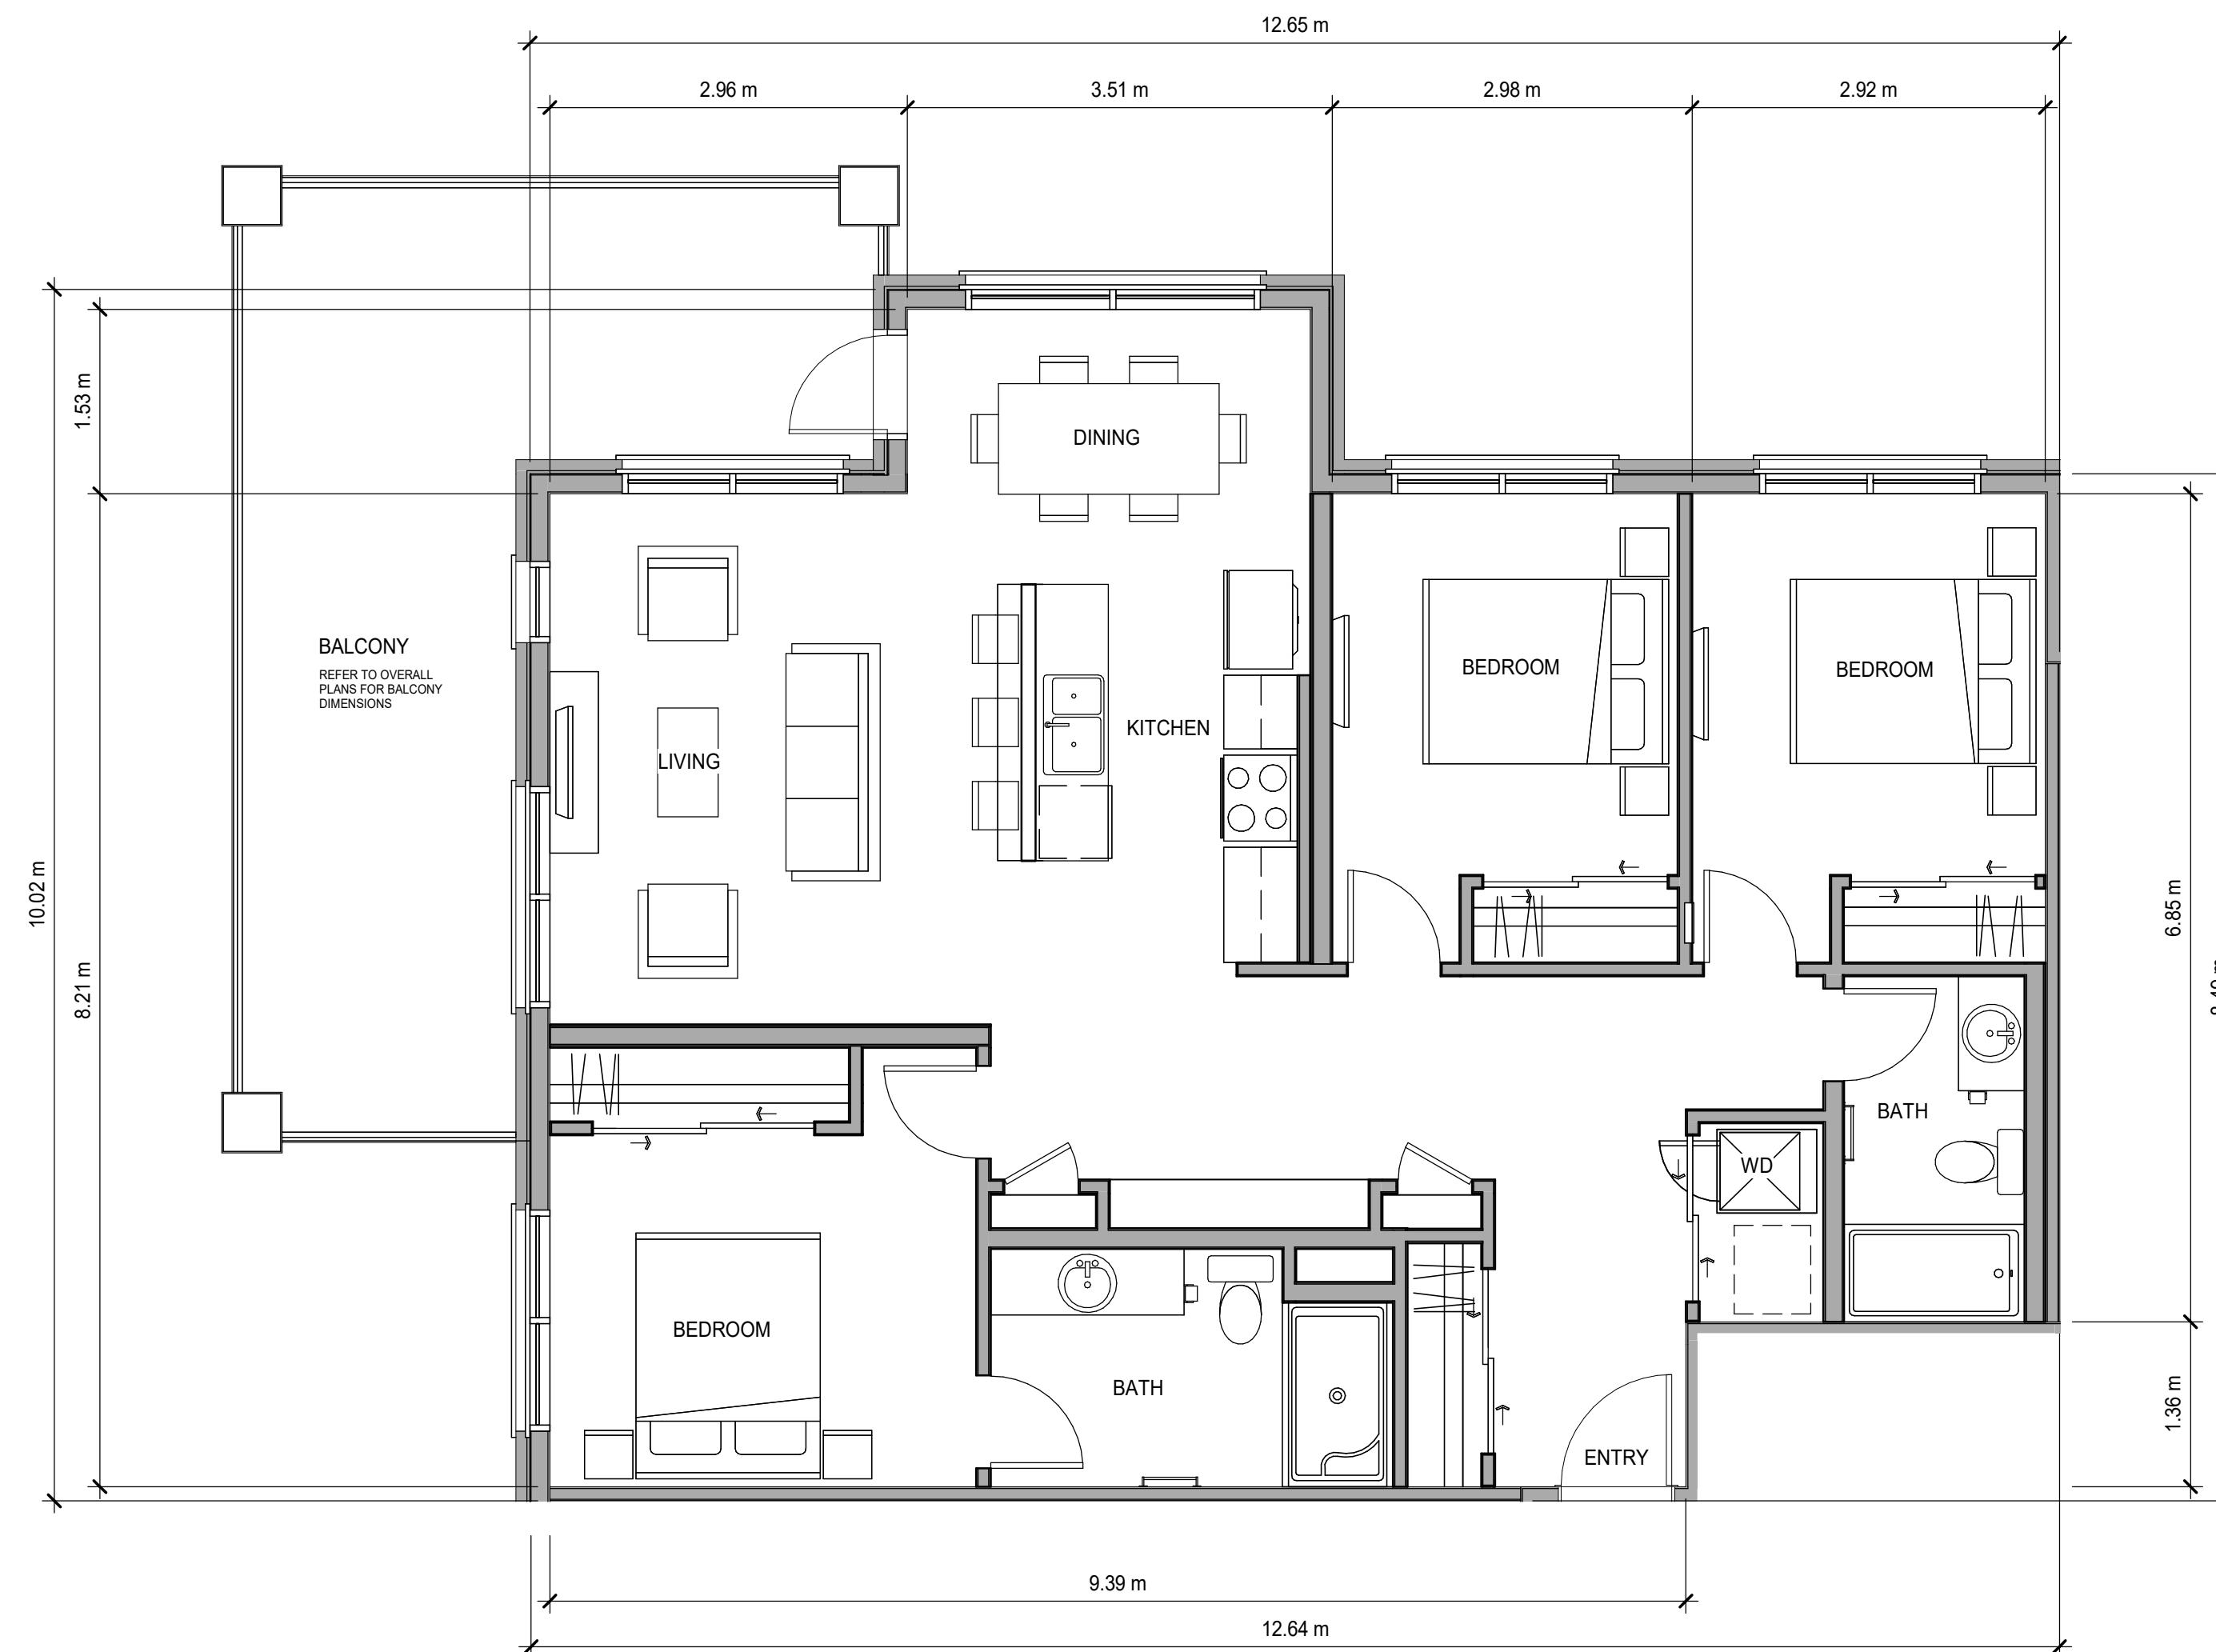 12.65 m
2.96 m
3.51 m
2.98 m
2.92 m
1.53 m
DINING
BALCONY
REFER TO OVERALL
PLANS FOR BALCONY
DIMENSIONS
BEDROOM
BEDROOM
KITCHEN
LIVING
10.02 m
8.21 m
6.85 m
BATH
WD
BEDROOM
BATH
ENTRY
1.36 m
9.39 m
12.64 m